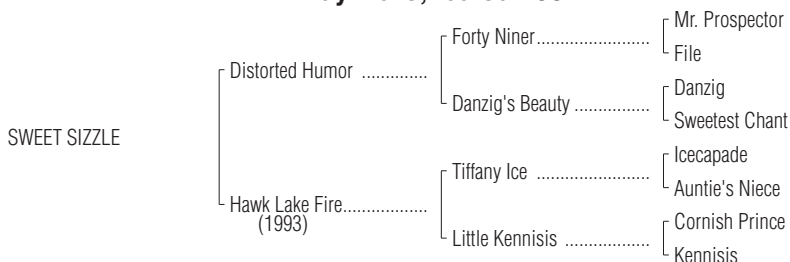 Mr. Prospector
Forty Niner........................
File
Distorted Humor ..............
Danzig
Danzig's Beauty ................
Sweetest Chant
SWEET SIZZLE
Icecapade
Tiffany Ice ........................
Auntie's Niece
Hawk Lake Fire..................
(1993)
Cornish Prince
Little Kennisis ..................
Kennisis